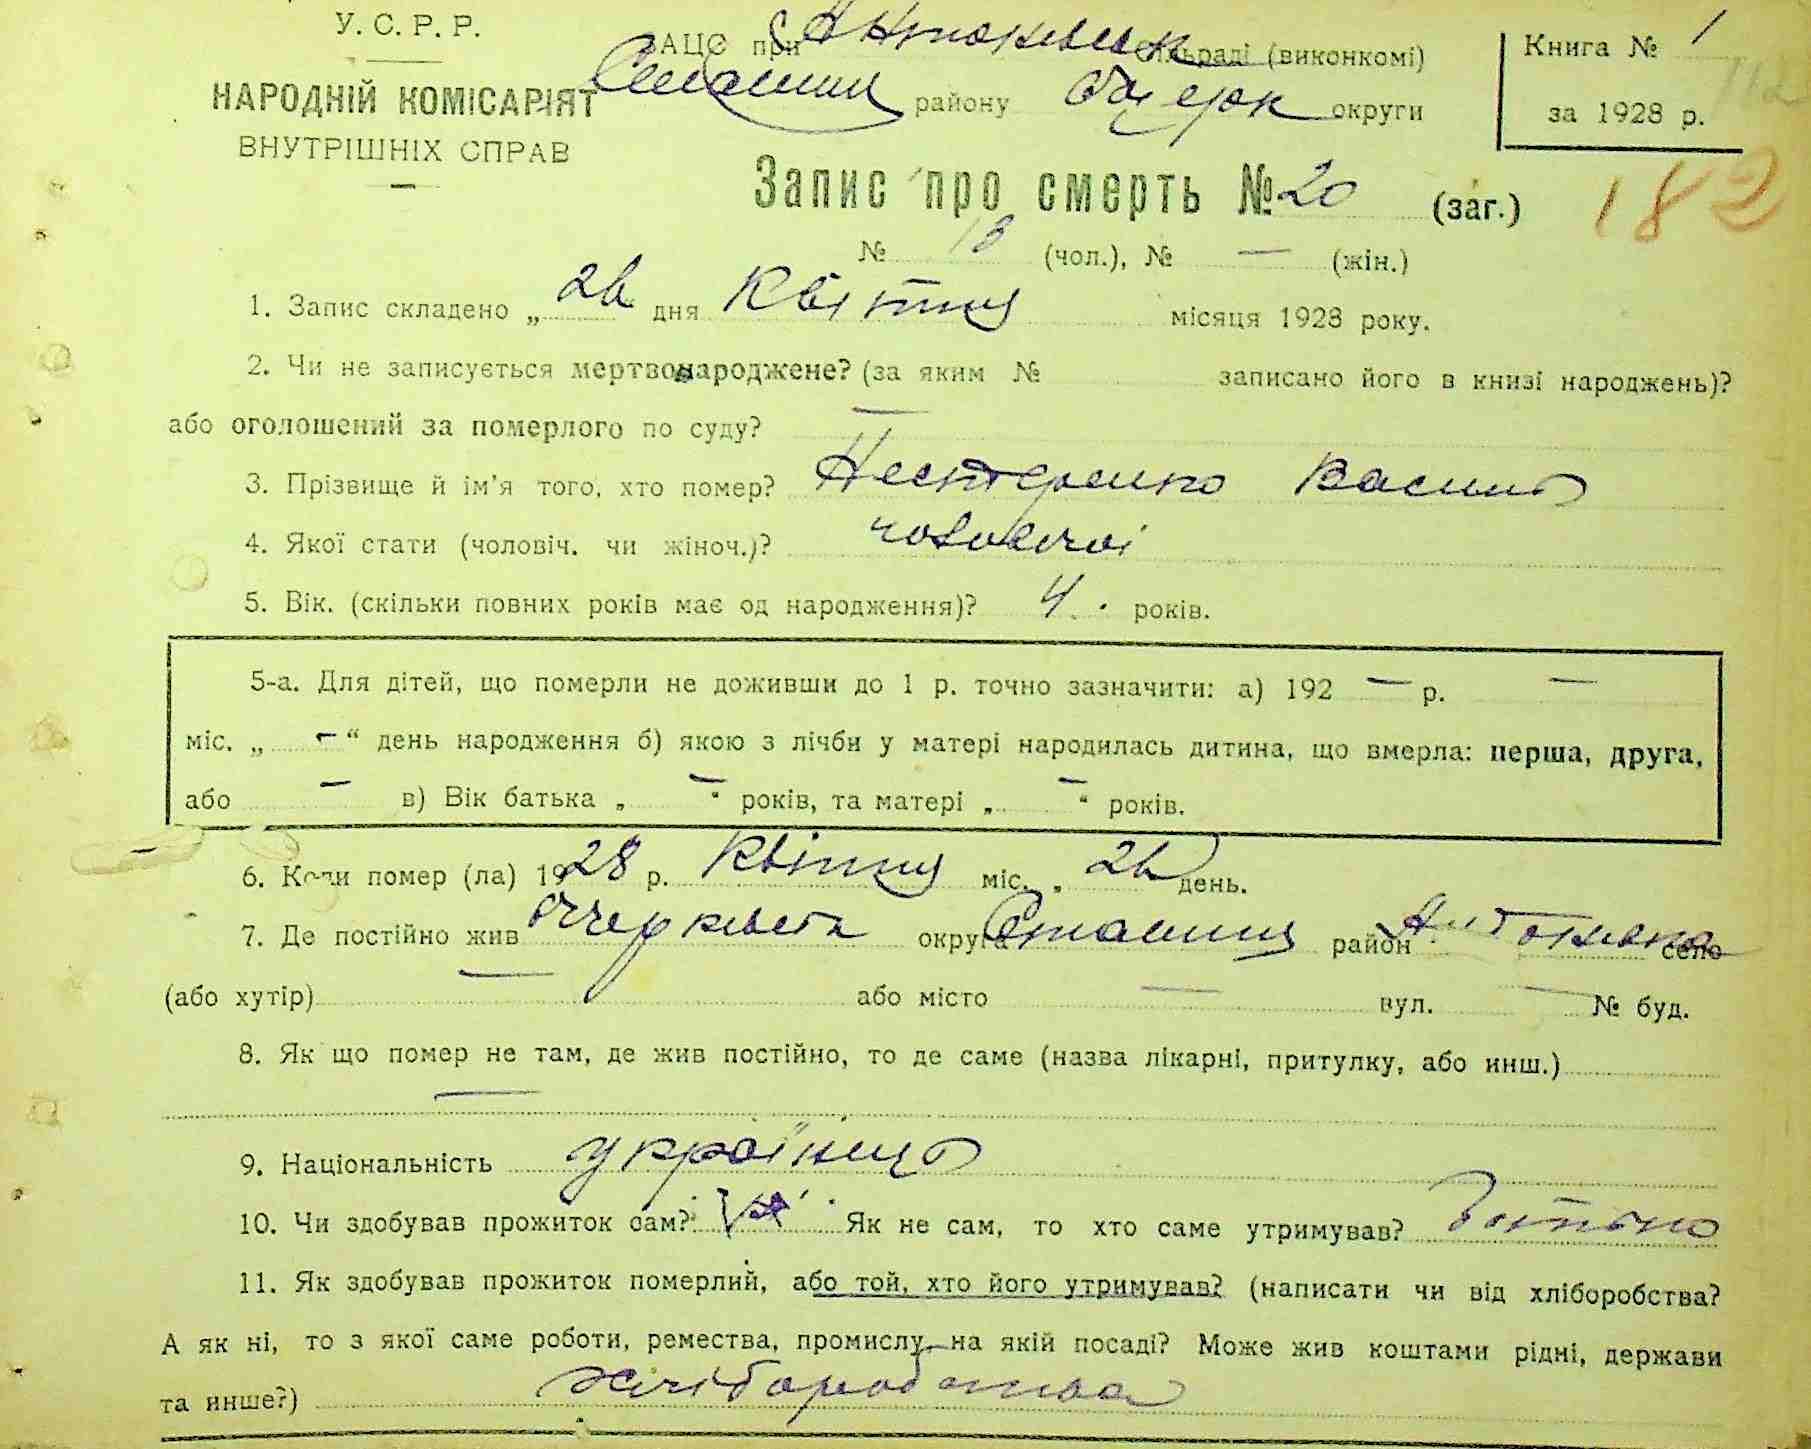 У. С. Р. Р.
НАРОДНІЙ КОМІСАРІЯТ
ВНУТРІШНІХ СПРАВ
ЗАЦС при Антонівськ сільраді (виконкомі)
Сталин району округи
Книга № 1
за 1928 р.
182
Запис про смерть № 20 (заг.)
№ 13 (чол.), № — (жін.)
1. Запис складено „ 26 дня Квітня місяця 1928 року.
2. Чи не записується мертвонароджене? (за яким № записано його в книзі народжень)?
або оголошений за померлого по суду? —
3. Прізвище й ім'я того, хто помер? Нестеренко Василь
4. Якої стати (чоловіч. чи жіноч.)? чоловічої
5. Вік. (скільки повних років має од народження)? 4 . років.
5-а. Для дітей, що померли не доживши до 1 р. точно зазначити: а) 192 — р. —
міс. „ — “ день народження б) якою з лічби у матері народилась дитина, що вмерла: перша, друга,
або — в) Вік батька „ — “ років, та матері „ — “ років.
6. Коли помер (ла) 1928 р. Квітня міс. „ 26 день.
7. Де постійно жив округа район Антонівка село
(або хутір) — або місто — вул. — № буд.
8. Як що помер не там, де жив постійно, то де саме (назва лікарні, притулку, або инш.)
—
9. Національність українець
10. Чи здобував прожиток сам? Як не сам, то хто саме утримував? батько
11. Як здобував прожиток померлий, або той, хто його утримував? (написати чи від хліборобства?
А як ні, то з якої саме роботи, ремества, промислу, на якій посаді? Може жив коштами рідні, держави
та инше?) хліборобства